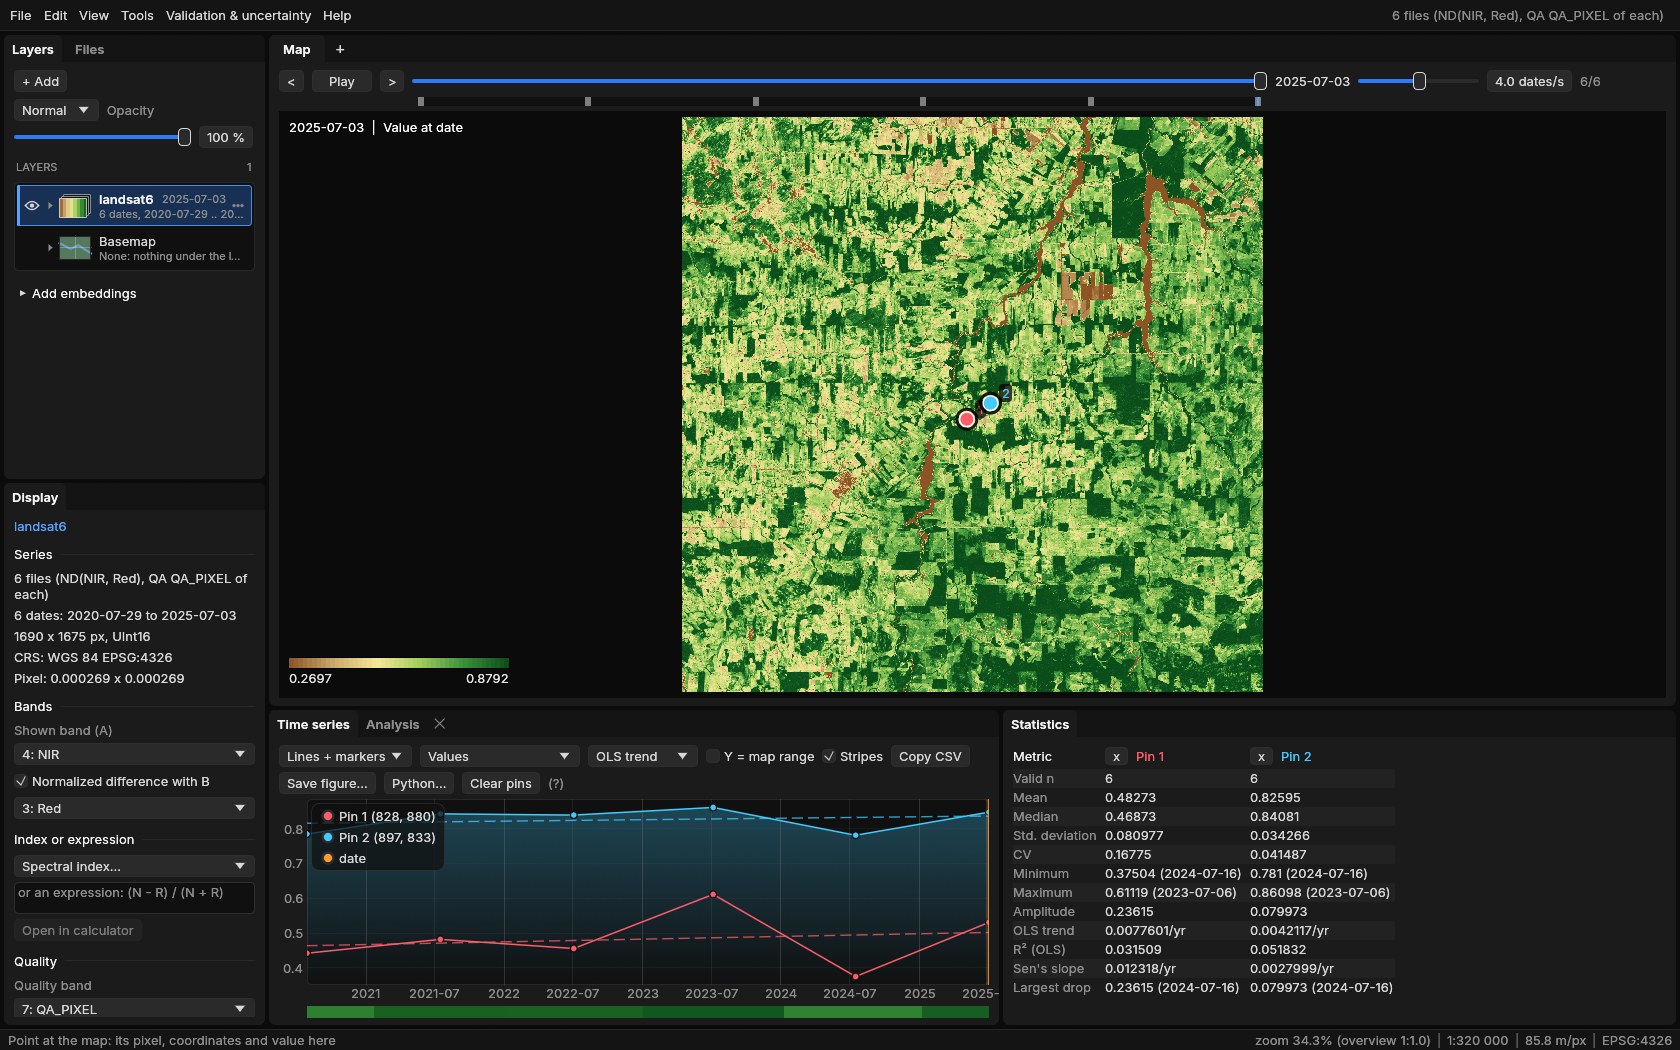 File Edit View Tools Validation & uncertainty Help
6 files (ND(NIR, Red), QA QA_PIXEL of each)
Layers Files
+ Add
Normal Opacity
100 %
LAYERS 1
landsat6 2025-07-03 ...
6 dates, 2020-07-29 .. 20...
Basemap
None: nothing under the l...
Add embeddings
Display
landsat6
Series
6 files (ND(NIR, Red), QA QA_PIXEL of
each)
6 dates: 2020-07-29 to 2025-07-03
1690 x 1675 px, UInt16
CRS: WGS 84 EPSG:4326
Pixel: 0.000269 x 0.000269
Bands
Shown band (A)
4: NIR
Normalized difference with B
3: Red
Index or expression
Spectral index...
or an expression: (N - R) / (N + R)
Open in calculator
Quality
Quality band
7: QA_PIXEL
Map +
< Play > 2025-07-03 4.0 dates/s 6/6
2025-07-03 | Value at date
2
0.2697 0.8792
Time series Analysis
Lines + markers Values OLS trend Y = map range Stripes Copy CSV
Save figure... Python... Clear pins (?)
Pin 1 (828, 880)
Pin 2 (897, 833)
date
0.8
0.7
0.6
0.5
0.4
2021 2021-07 2022 2022-07 2023 2023-07 2024 2024-07 2025 2025-
Statistics
Metric x Pin 1 x Pin 2
Valid n 6 6
Mean 0.48273 0.82595
Median 0.46873 0.84081
Std. deviation 0.080977 0.034266
CV 0.16775 0.041487
Minimum 0.37504 (2024-07-16) 0.781 (2024-07-16)
Maximum 0.61119 (2023-07-06) 0.86098 (2023-07-06)
Amplitude 0.23615 0.079973
OLS trend 0.0077601/yr 0.0042117/yr
R² (OLS) 0.031509 0.051832
Sen's slope 0.012318/yr 0.0027999/yr
Largest drop 0.23615 (2024-07-16) 0.079973 (2024-07-16)
Point at the map: its pixel, coordinates and value here
zoom 34.3% (overview 1:1.0) | 1:320 000 | 85.8 m/px | EPSG:4326